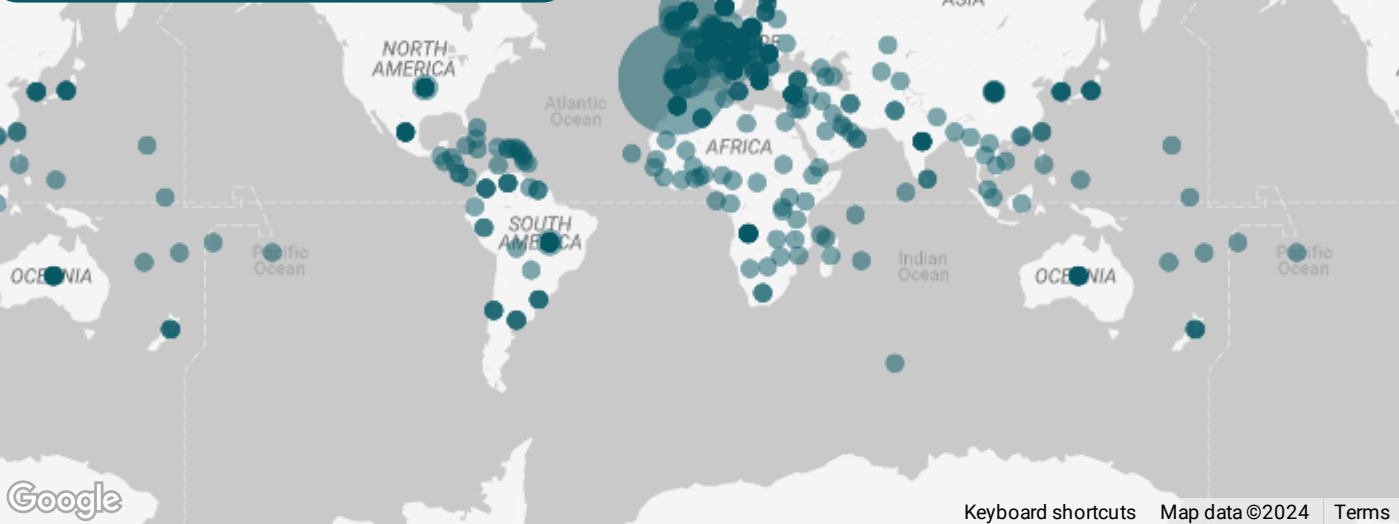 ASIA
NORTH
AMERICA
Atlantic
Ocean
AFRICA
SOUTH
AMERICA
Pacific
Ocean
Indian
Ocean
Pacific
Ocean
OCEANIA
OCEANIA
Google
Keyboard shortcuts
Map data ©2024
Terms